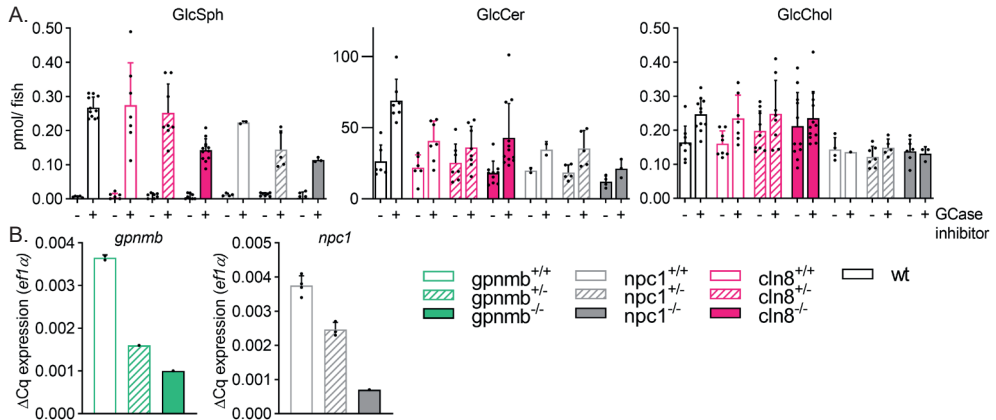 A.
GlcSph
GlcCer
GlcChol
pmol/ fish
0.50
0.40
0.30
0.20
0.10
0.00
100
50
0
0.50
0.40
0.30
0.20
0.10
0.00
- + - + - + - + - + - + - +
- + - + - + - + - + - + - +
- + - + - + - + - + - + - +
GCase
inhibitor
B.
gpnmb
npc1
ΔCq expression (ef1α)
0.004
0.003
0.002
0.001
0.000
ΔCq expression (ef1α)
0.005
0.004
0.003
0.002
0.001
0.000
gpnmb+/+
gpnmb+/-
gpnmb-/-
npc1+/+
npc1+/-
npc1-/-
cln8+/+
cln8+/-
cln8-/-
wt